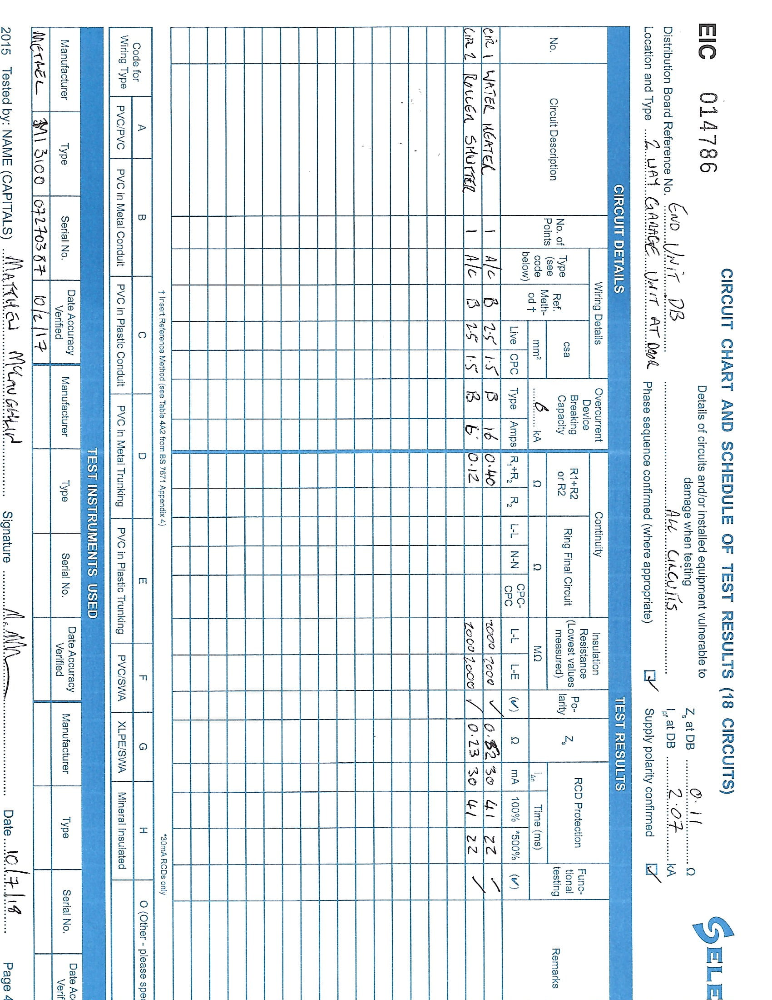 EIC 014786
CIRCUIT CHART AND SCHEDULE OF TEST RESULTS (18 CIRCUITS)
SELE
Distribution Board Reference No. END UNIT DB
Location and Type 2 WAY GARAGE UNIT AT DOOR
Details of circuits and/or installed equipment vulnerable to
damage when testing
ALL CIRCUITS
Phase sequence confirmed (where appropriate) ✓
Zs at DB 0.11 Ω
Ipf at DB 2.07 kA
Supply polarity confirmed ✓
CIRCUIT DETAILS
TEST RESULTS
No.
Circuit Description
No. of
Points
Wiring Details
Type
(see
code
below)
Ref.
Meth-
od †
csa
mm²
Live CPC
Overcurrent
Device
Breaking
Capacity
6 kA
Type Amps
Continuity
R1+R2
or R2
Ω
R1+R2 R2
Ring Final Circuit
Ω
L-L N-N CPC-
CPC
Insulation
Resistance
(Lowest values
measured)
MΩ
L-L L-E
Po-
larity
(✓)
Zs
Ω
RCD Protection
IΔn
mA
Time (ms)
100% *500%
Func-
tional
testing
(✓)
Remarks
CIR 1 WATER HEATER 1 A/C B 2.5 1.5 B 16 0.40 2000 2000 ✓ 0.52 30 41 22 ✓
CIR 2 ROLLER SHUTTER 1 A/C B 2.5 1.5 B 6 0.12 2000 2000 ✓ 0.23 30 41 22 ✓
† Insert Reference Method (see Table 4A2 from BS 7671 Appendix 4)
*30mA RCDs only
Code for
Wiring Type
A B C D E F G H O (Other - please spe
PVC/PVC PVC in Metal Conduit PVC in Plastic Conduit PVC in Metal Trunking PVC in Plastic Trunking PVC/SWA XLPE/SWA Mineral Insulated
TEST INSTRUMENTS USED
Manufacturer Type Serial No. Date Accuracy
Verified
Manufacturer Type Serial No. Date Accuracy
Verified
Manufacturer Type Serial No. Date Acc
Verif
METREL MI 3100 07270387 10/2/17
2015 Tested by: NAME (CAPITALS) MATTHEW MCLAUGHLIN Signature Date 10/7/18 Page 4